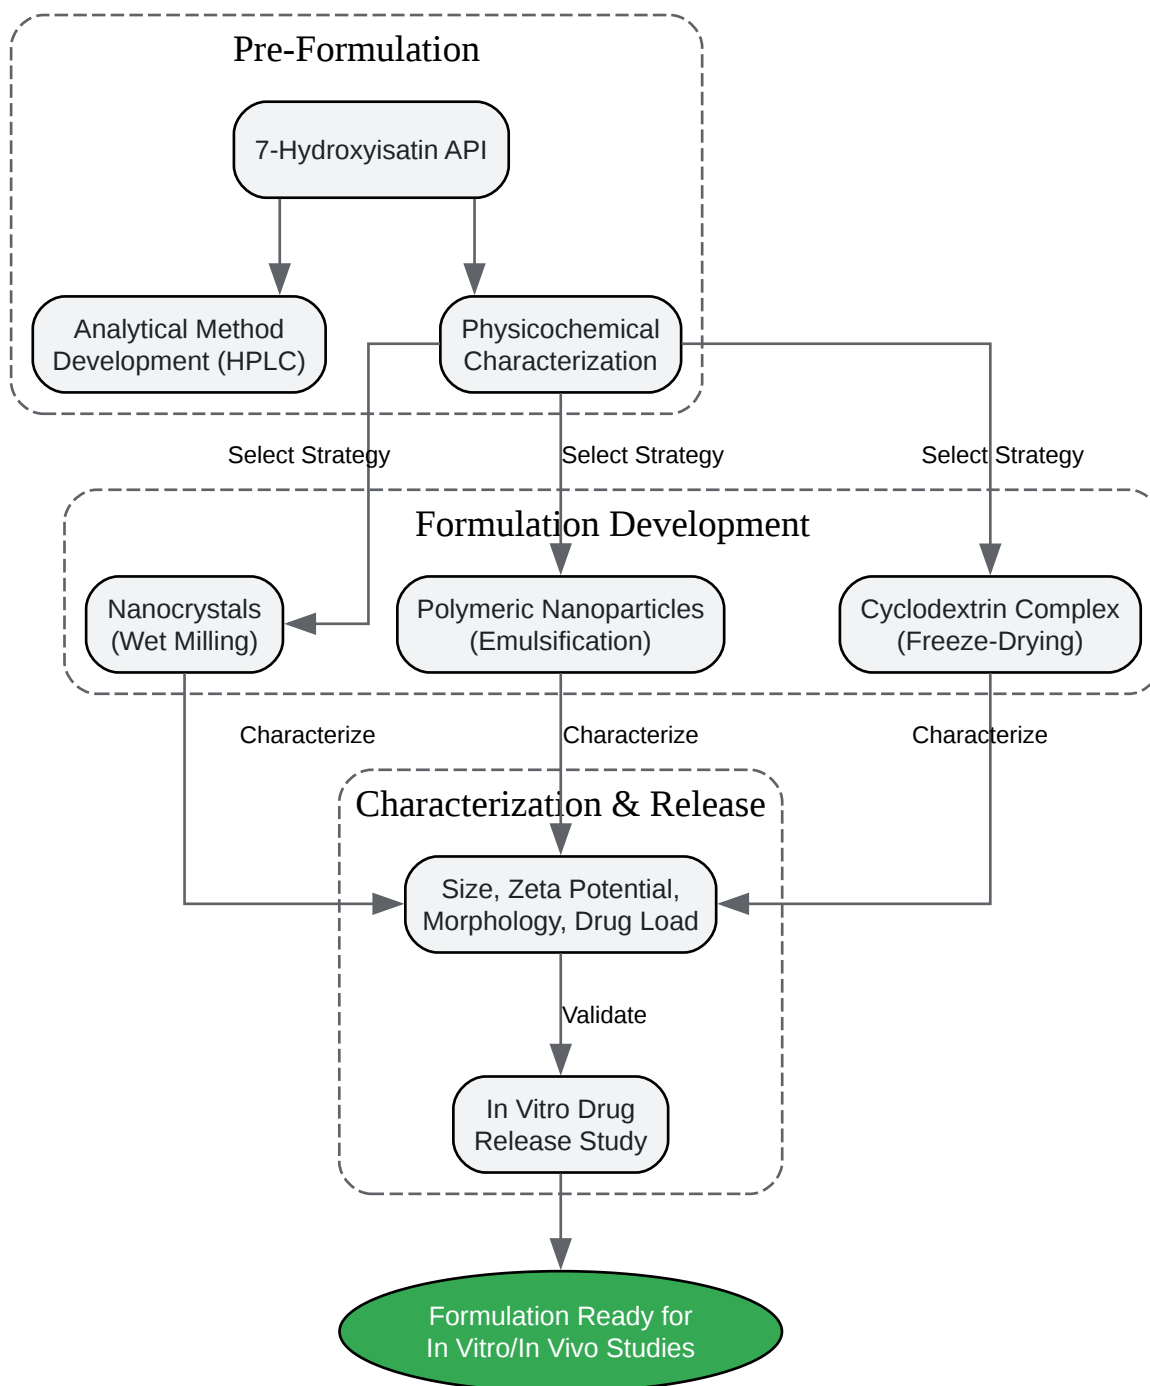 Pre-Formulation
7-Hydroxyisatin API
Analytical Method
Development (HPLC)
Physicochemical
Characterization
Select Strategy
Select Strategy
Select Strategy
Formulation Development
Nanocrystals
(Wet Milling)
Polymeric Nanoparticles
(Emulsification)
Cyclodextrin Complex
(Freeze-Drying)
Characterize
Characterize
Characterize
Characterization & Release
Size, Zeta Potential,
Morphology, Drug Load
Validate
In Vitro Drug
Release Study
Formulation Ready for
In Vitro/In Vivo Studies